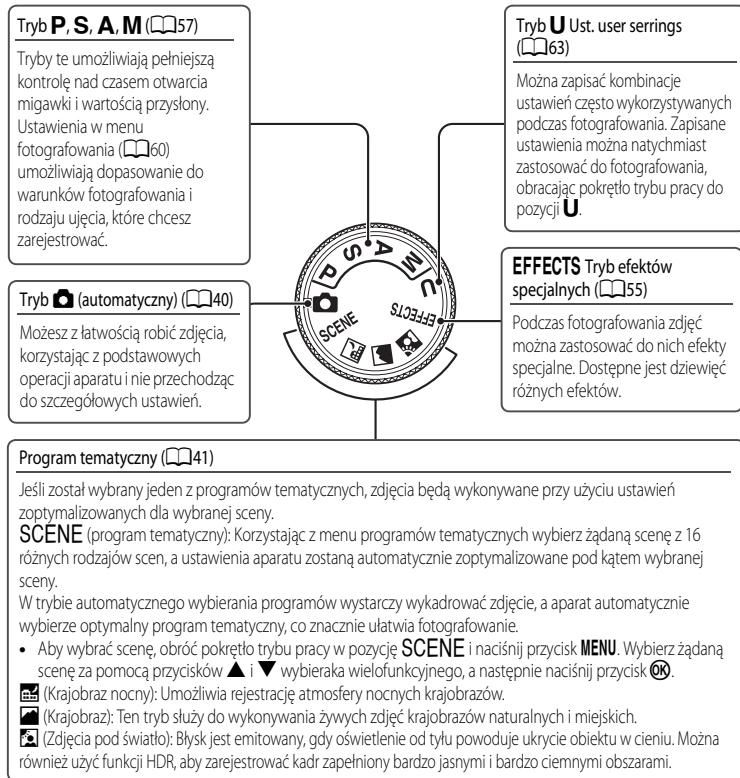 Tryb P, S, A, M (📖57)
Tryby te umożliwiają pełniejszą
kontrolę nad czasem otwarcia
migawki i wartością przysłony.
Ustawienia w menu
fotografowania (📖60)
umożliwiają dopasowanie do
warunków fotografowania i
rodzaju ujęcia, które chcesz
zarejestrować.
Tryb U Ust. user serrings
(📖63)
Można zapisać kombinacje
ustawień często wykorzystywanych
podczas fotografowania. Zapisane
ustawienia można natychmiast
zastosować do fotografowania,
obracając pokrętło trybu pracy do
pozycji U.
Tryb 📷 (automatyczny) (📖40)
Możesz z łatwością robić zdjęcia,
korzystając z podstawowych
operacji aparatu i nie przechodząc
do szczegółowych ustawień.
P S A M U
SCENE
EFFECTS
EFFECTS Tryb efektów
specjalnych (📖55)
Podczas fotografowania zdjęć
można zastosować do nich efekty
specjalne. Dostępne jest dziewięć
różnych efektów.
Program tematyczny (📖41)
Jeśli został wybrany jeden z programów tematycznych, zdjęcia będą wykonywane przy użyciu ustawień
zoptymalizowanych dla wybranej sceny.
SCENE (program tematyczny): Korzystając z menu programów tematycznych wybierz żądaną scenę z 16
różnych rodzajów scen, a ustawienia aparatu zostaną automatycznie zoptymalizowane pod kątem wybranej
sceny.
W trybie automatycznego wybierania programów wystarczy wykadrować zdjęcie, a aparat automatycznie
wybierze optymalny program tematyczny, co znacznie ułatwia fotografowanie.
• Aby wybrać scenę, obróć pokrętło trybu pracy w pozycję SCENE i naciśnij przycisk MENU. Wybierz żądaną
scenę za pomocą przycisków ▲ i ▼ wybieraka wielofunkcyjnego, a następnie naciśnij przycisk OK.
(Krajobraz nocny): Umożliwia rejestrację atmosfery nocnych krajobrazów.
(Krajobraz): Ten tryb służy do wykonywania żywych zdjęć krajobrazów naturalnych i miejskich.
(Zdjęcia pod światło): Błysk jest emitowany, gdy oświetlenie od tyłu powoduje ukrycie obiektu w cieniu. Można
również użyć funkcji HDR, aby zarejestrować kadr zapełniony bardzo jasnymi i bardzo ciemnymi obszarami.